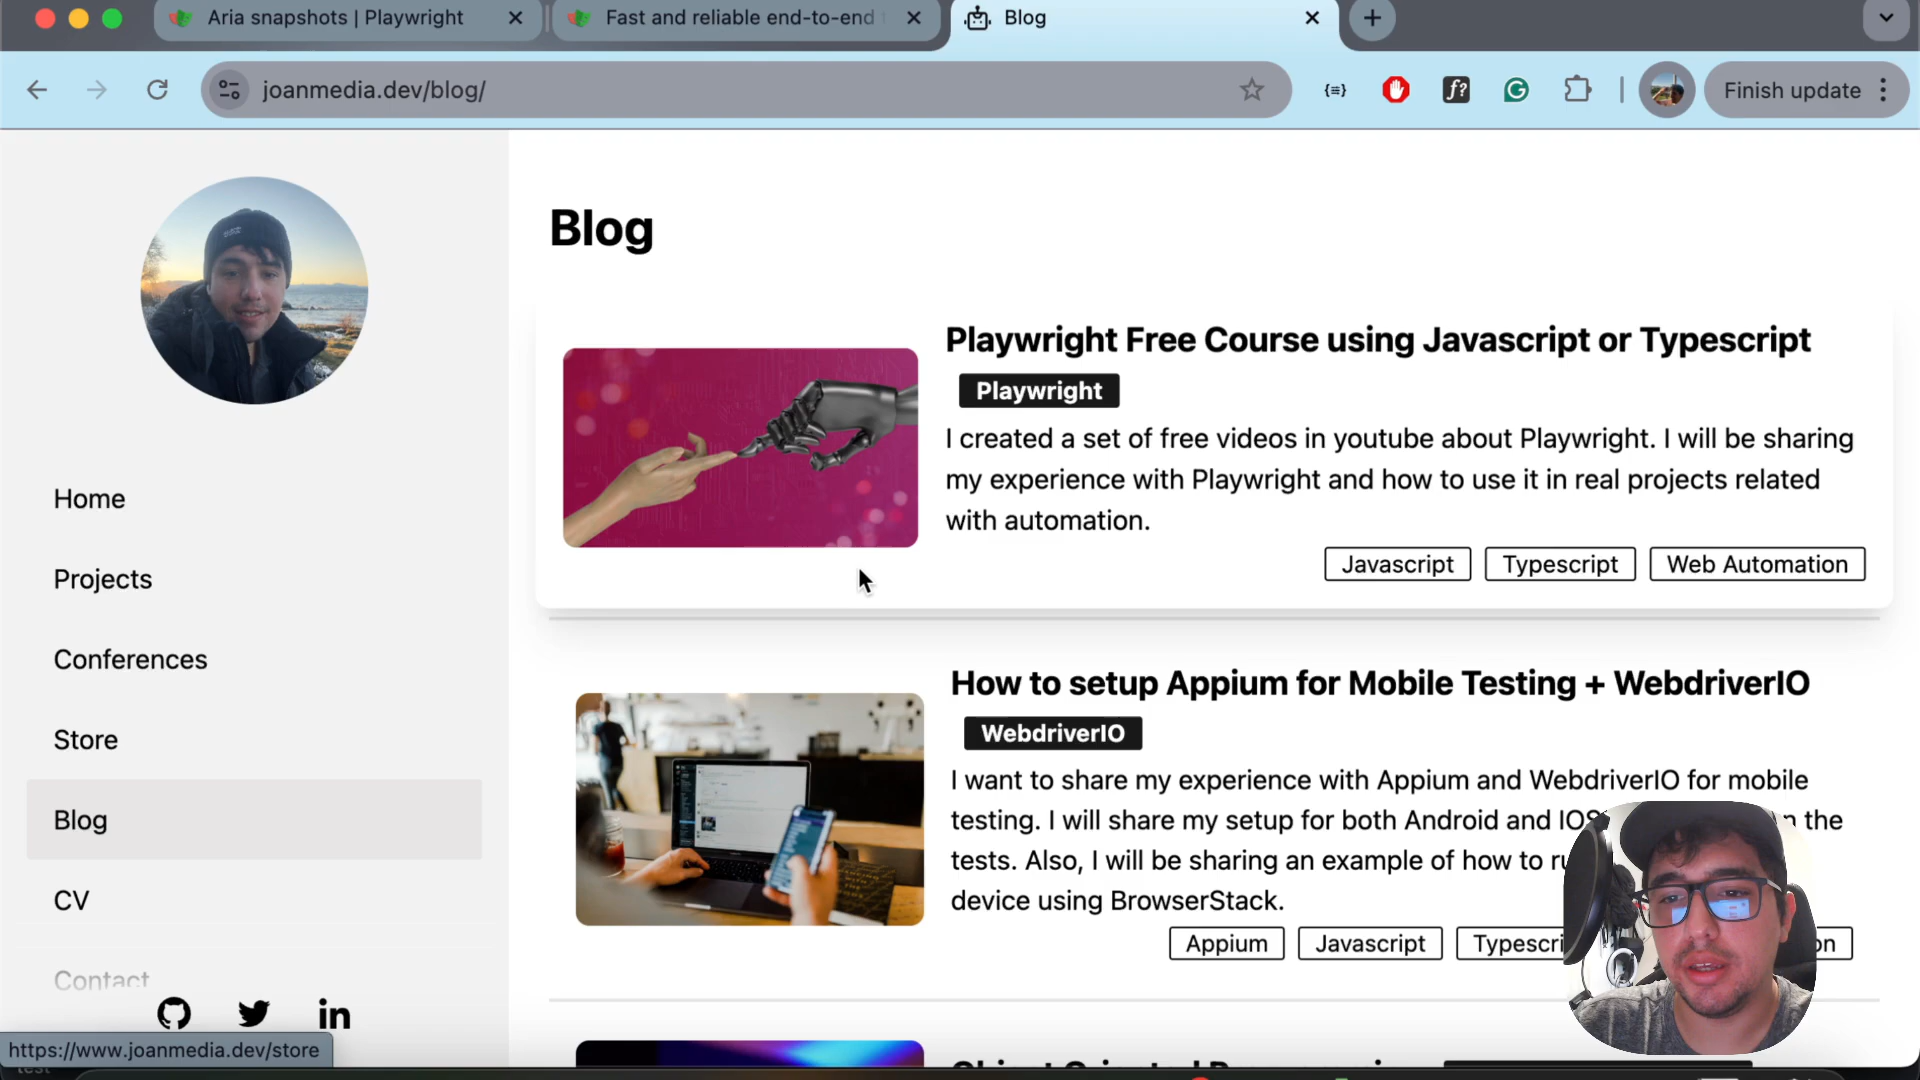 Aria snapshots | Playwright
Fast and reliable end-to-end
Blog
joanmedia.dev/blog/
Finish update
Home
Projects
Conferences
Store
Blog
CV
Contact
https://www.joanmedia.dev/store
test
Blog
Playwright Free Course using Javascript or Typescript
Playwright
I created a set of free videos in youtube about Playwright. I will be sharing
my experience with Playwright and how to use it in real projects related
with automation.
Javascript Typescript Web Automation
How to setup Appium for Mobile Testing + WebdriverIO
WebdriverIO
I want to share my experience with Appium and WebdriverIO for mobile
testing. I will share my setup for both Android and IOS the
tests. Also, I will be sharing an example of how to
device using BrowserStack.
Appium Javascript